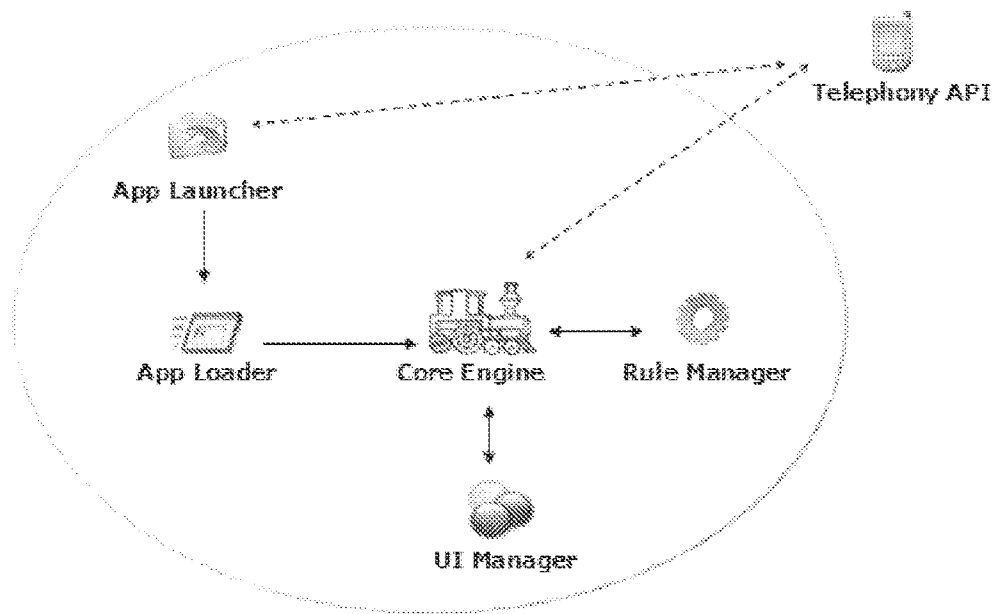 Telephony API
App Launcher
App Loader
Core Engine
Rule Manager
UI Manager